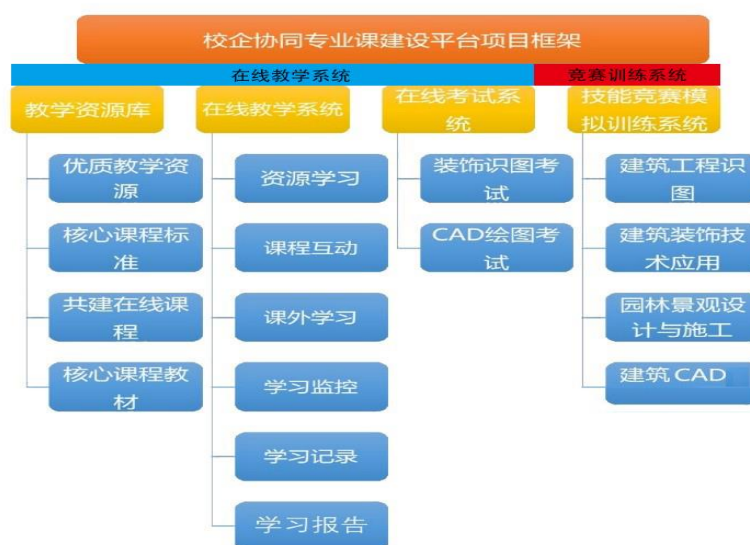 校企协同专业课建设平台项目框架
在线教学系统
竞赛训练系统
教学资源库
优质教学资
源
核心课程标
准
共建在线课
程
核心课程教
材
在线教学系统
资源学习
课程互动
课外学习
学习监控
学习记录
学习报告
在线考试系
统
装饰识图考
试
CAD绘图考
试
技能竞赛模
拟训练系统
建筑工程识
图
建筑装饰技
术应用
园林景观设
计与施工
建筑CAD